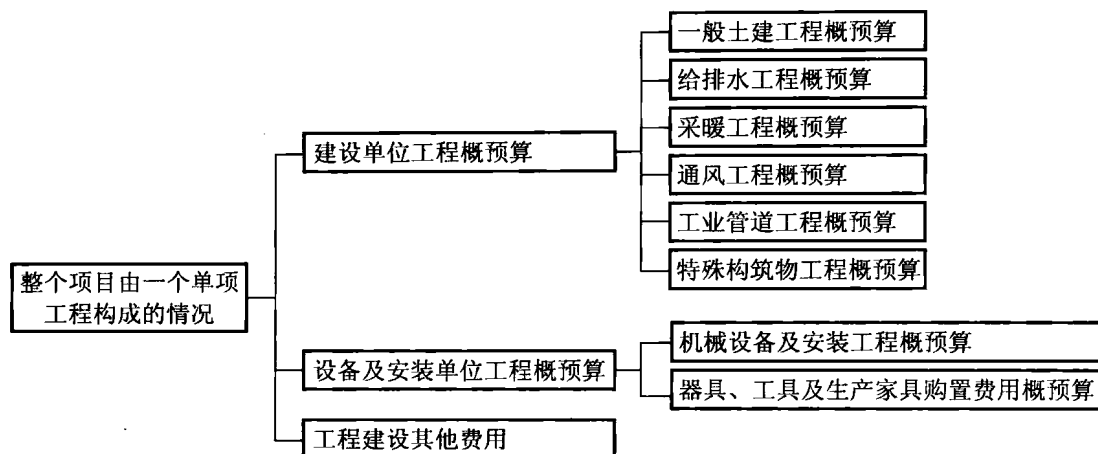 整个项目由一个单项
工程构成的情况
建设单位工程概预算
一般土建工程概预算
给排水工程概预算
采暖工程概预算
通风工程概预算
工业管道工程概预算
特殊构筑物工程概预算
设备及安装单位工程概预算
机械设备及安装工程概预算
器具、工具及生产家具购置费用概预算
工程建设其他费用